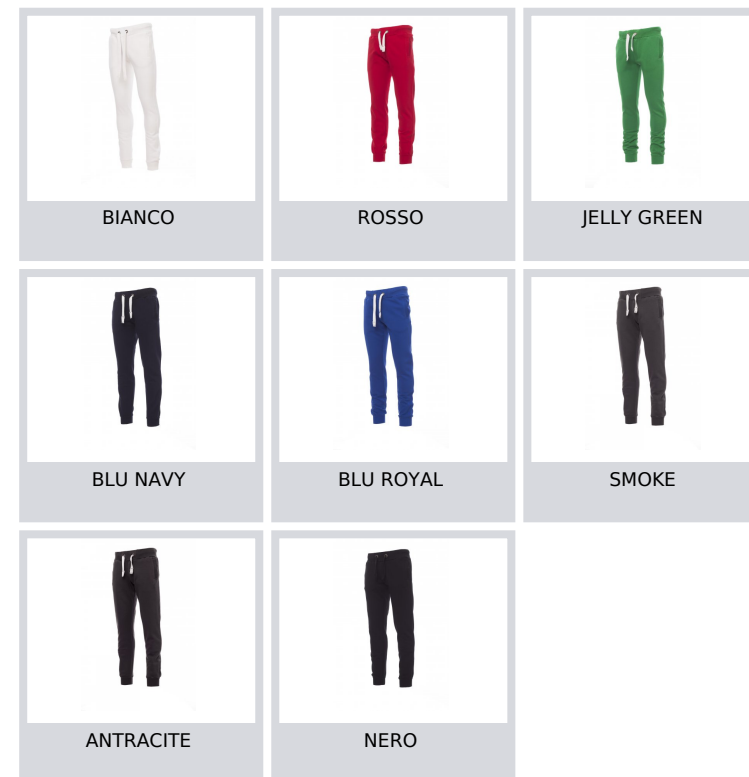 BIANCO
ROSSO
JELLY GREEN
BLU NAVY
BLU ROYAL
SMOKE
ANTRACITE
NERO